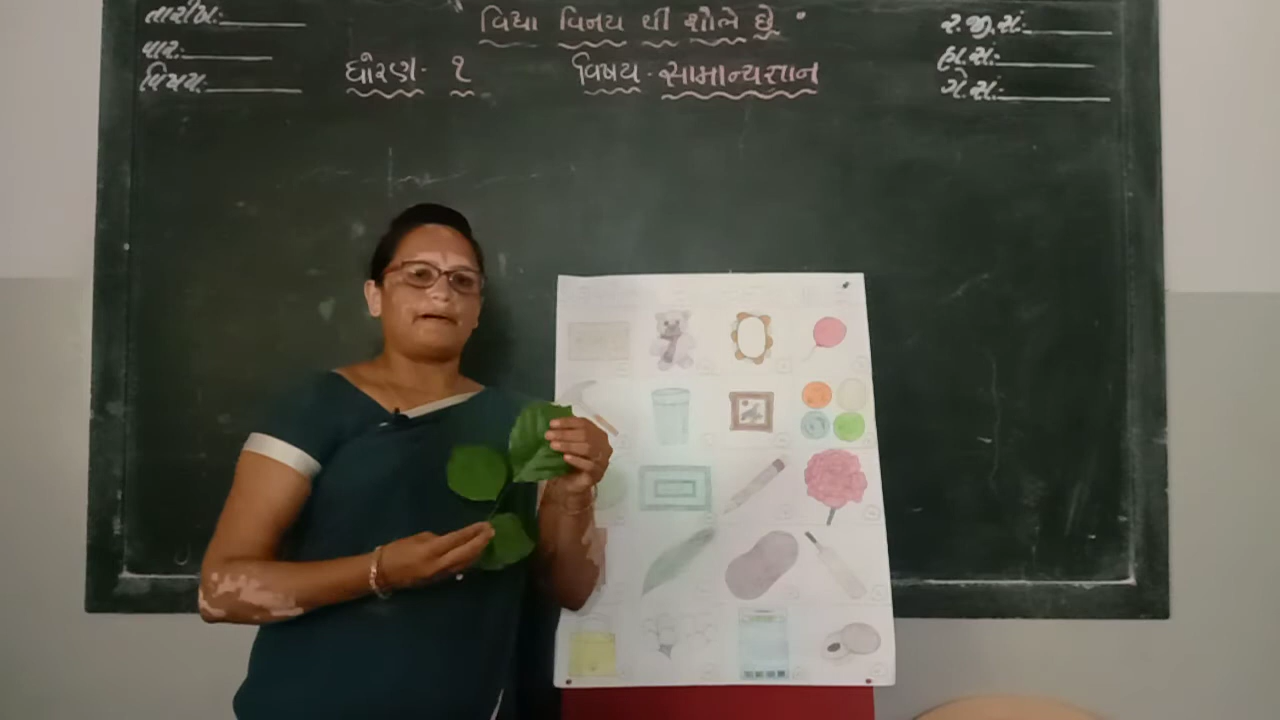 તારીખ:
વાર:
વિષય:
વિદ્યા વિનય થી શોભે છે.
ધોરણ- ૧ વિષય - સામાન્યજ્ઞાન
ર.જી.સં:
હા.સં:
ગે.સં: